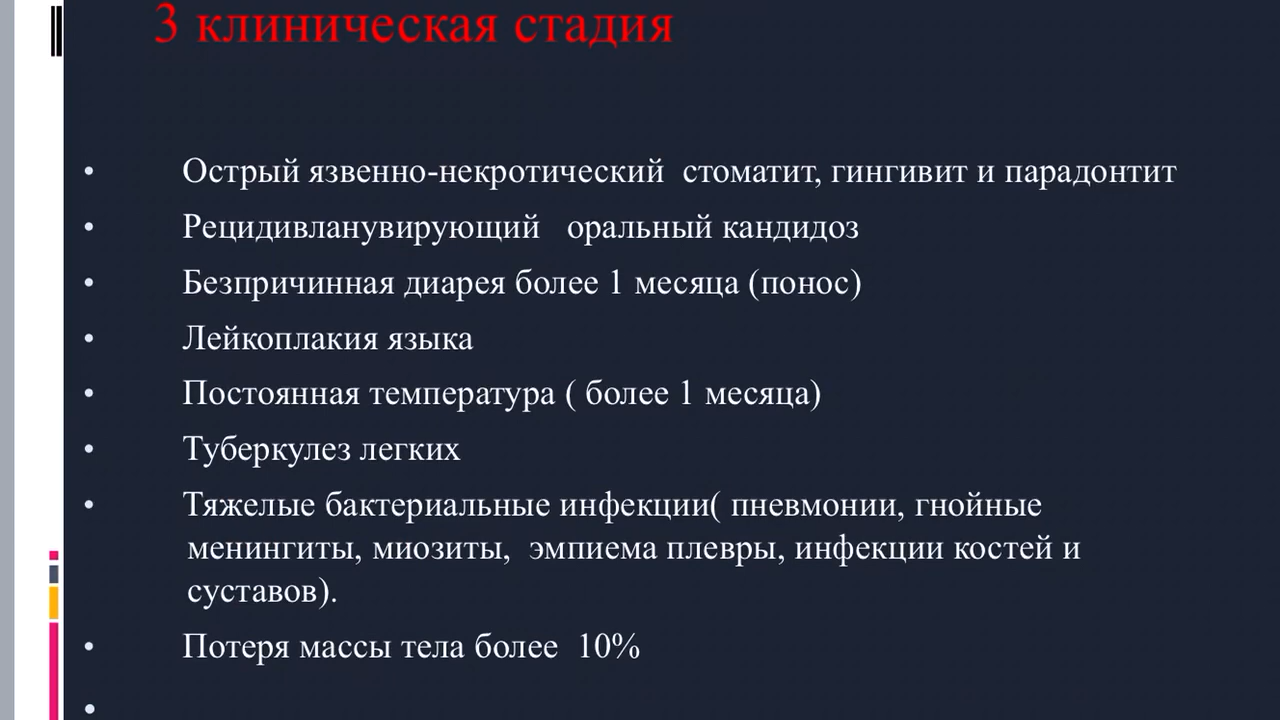 3 клиническая стадия
• Острый язвенно-некротический стоматит, гингивит и парадонтит
• Рецидивланувирующий оральный кандидоз
• Безпричинная диарея более 1 месяца (понос)
• Лейкоплакия языка
• Постоянная температура ( более 1 месяца)
• Туберкулез легких
• Тяжелые бактериальные инфекции( пневмонии, гнойные
менингиты, миозиты, эмпиема плевры, инфекции костей и
суставов).
• Потеря массы тела более 10%
•